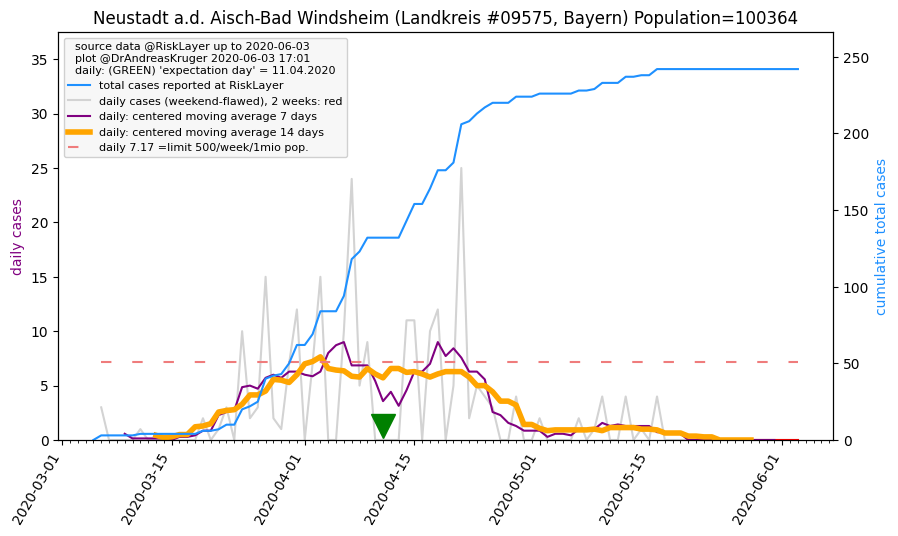 Neustadt a.d. Aisch-Bad Windsheim (Landkreis #09575, Bayern) Population=100364
source data @RiskLayer up to 2020-06-03
plot @DrAndreasKruger 2020-06-03 17:01
daily: (GREEN) 'expectation day' = 11.04.2020
total cases reported at RiskLayer
daily cases (weekend-flawed), 2 weeks: red
daily: centered moving average 7 days
daily: centered moving average 14 days
daily 7.17 =limit 500/week/1mio pop.
daily cases
35
30
25
20
15
10
5
0
cumulative total cases
250
200
150
100
50
0
2020-03-01
2020-03-15
2020-04-01
2020-04-15
2020-05-01
2020-05-15
2020-06-01